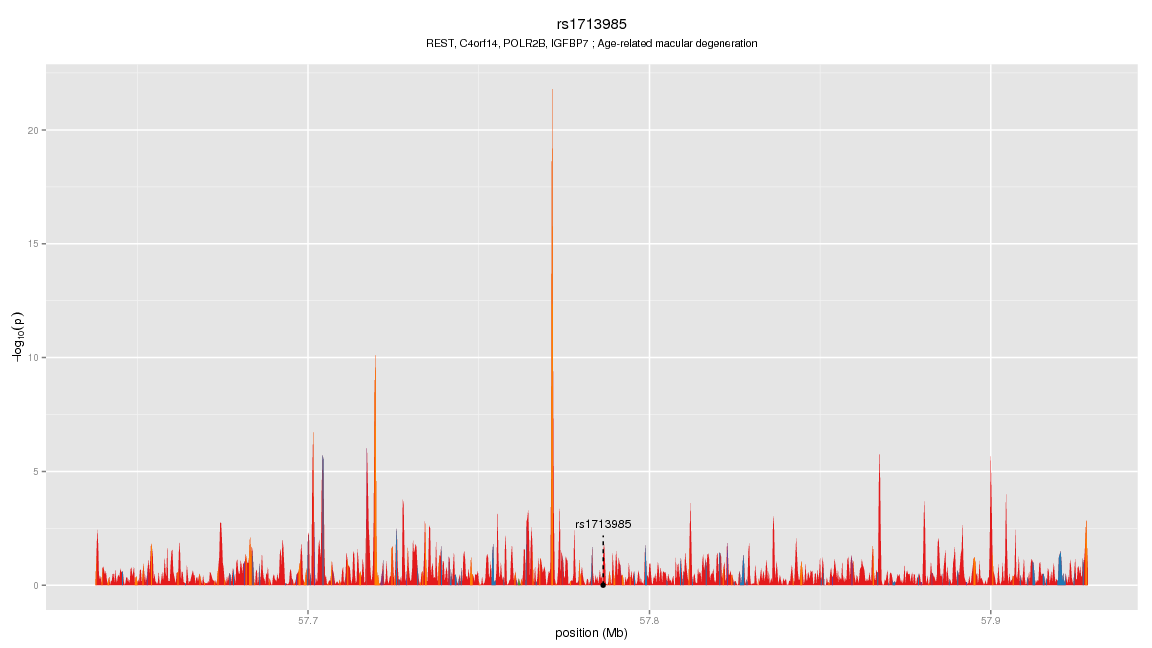 rs1713985
REST, C4orf14, POLR2B, IGFBP7 ; Age-related macular degeneration
20
15
10
5
0
−log10(p)
rs1713985
57.7
57.8
57.9
position (Mb)